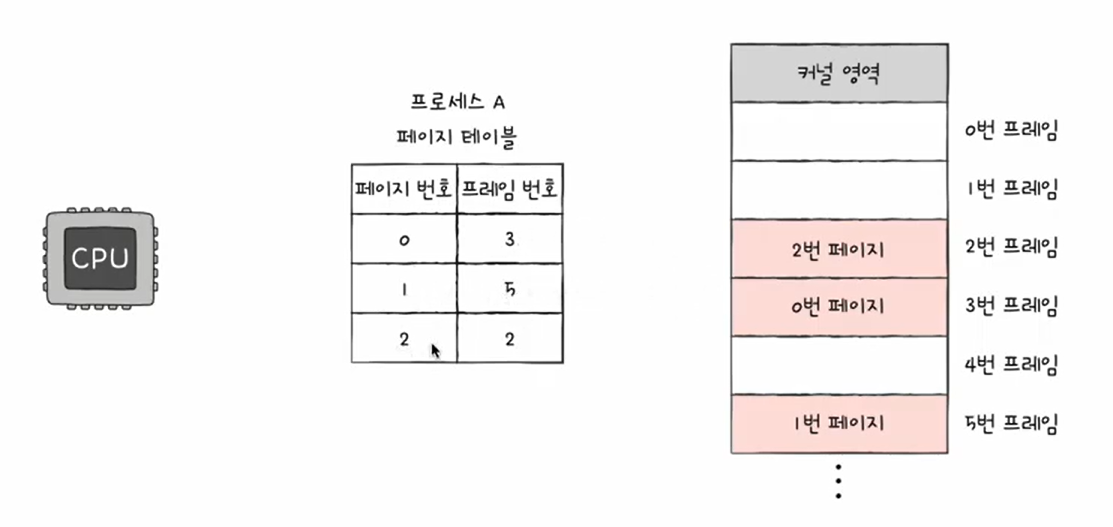 CPU
프로세스 A
페이지 테이블
페이지 번호 프레임 번호
0 3
1 5
2 2
커널 영역
0번 프레임
1번 프레임
2번 페이지 2번 프레임
0번 페이지 3번 프레임
4번 프레임
1번 페이지 5번 프레임